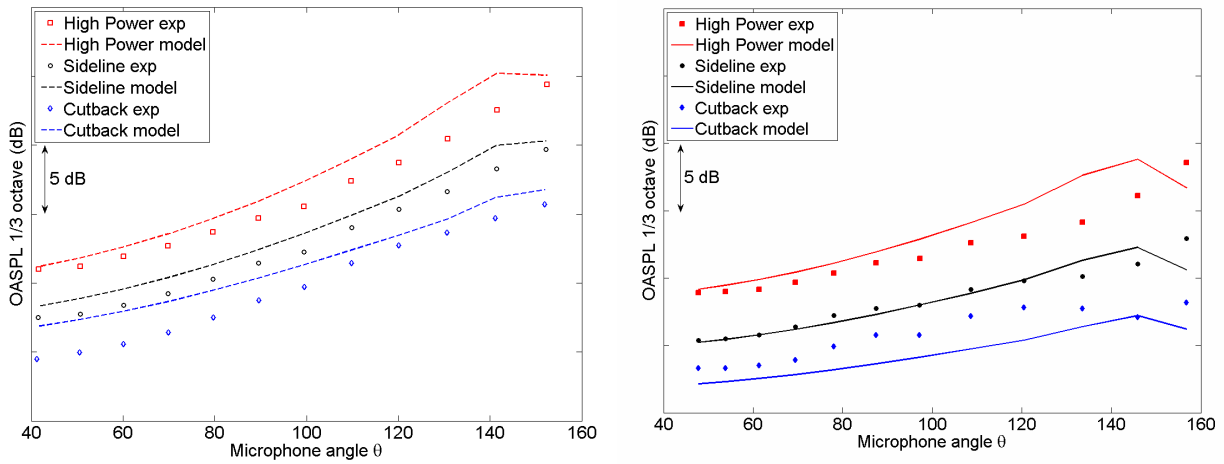 High Power exp
High Power model
Sideline exp
Sideline model
Cutback exp
Cutback model
5 dB
OASPL 1/3 octave (dB)
40 60 80 100 120 140 160
Microphone angle θ
High Power exp
High Power model
Sideline exp
Sideline model
Cutback exp
Cutback model
5 dB
OASPL 1/3 octave (dB)
40 60 80 100 120 140 160
Microphone angle θ